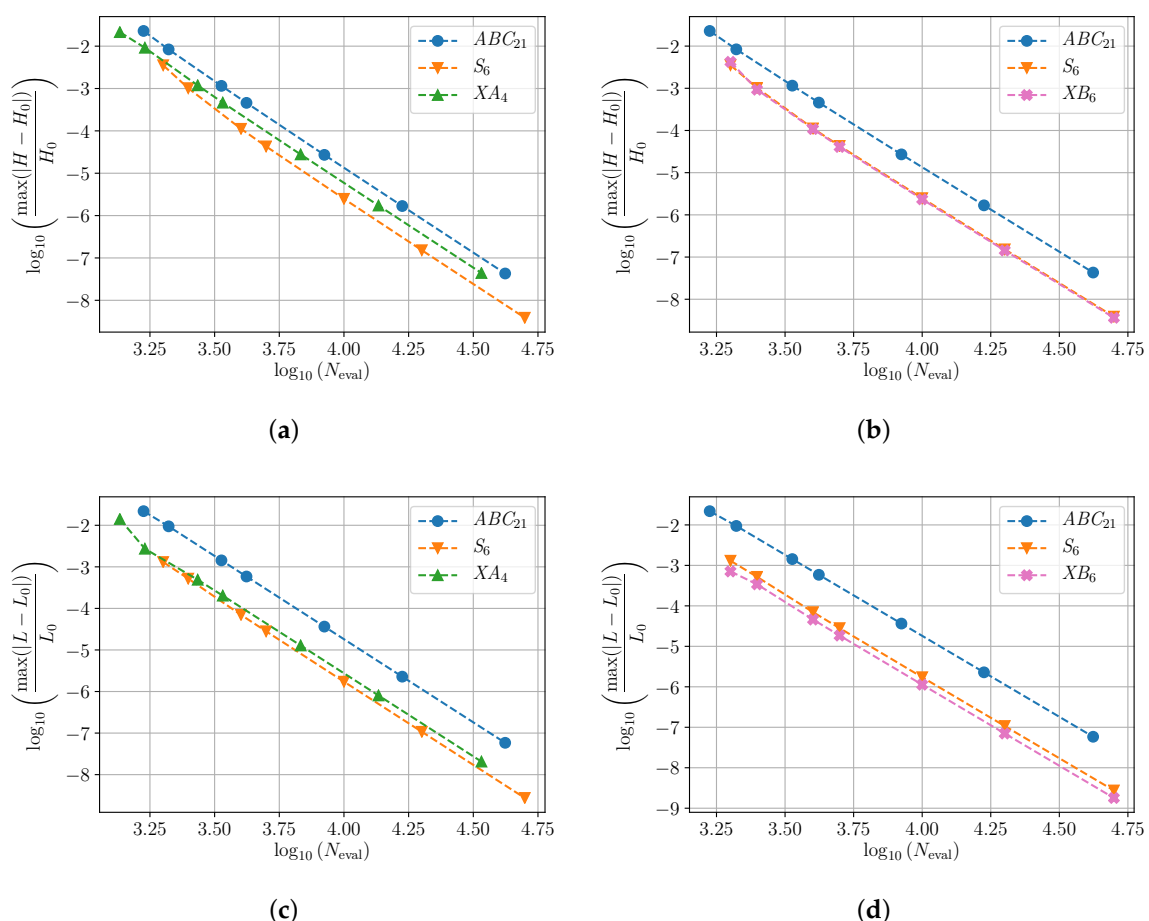 −2
−3
−4
−5
−6
−7
−8
log₁₀ (max(|H − H₀|) / H₀)
ABC₂₁
S₆
XA₄
3.25 3.50 3.75 4.00 4.25 4.50 4.75
log₁₀ (N_eval)
(a)
−2
−3
−4
−5
−6
−7
−8
log₁₀ (max(|H − H₀|) / H₀)
ABC₂₁
S₆
XB₆
3.25 3.50 3.75 4.00 4.25 4.50 4.75
log₁₀ (N_eval)
(b)
−2
−3
−4
−5
−6
−7
−8
log₁₀ (max(|L − L₀|) / L₀)
ABC₂₁
S₆
XA₄
3.25 3.50 3.75 4.00 4.25 4.50 4.75
log₁₀ (N_eval)
(c)
−2
−3
−4
−5
−6
−7
−8
−9
log₁₀ (max(|L − L₀|) / L₀)
ABC₂₁
S₆
XB₆
3.25 3.50 3.75 4.00 4.25 4.50 4.75
log₁₀ (N_eval)
(d)